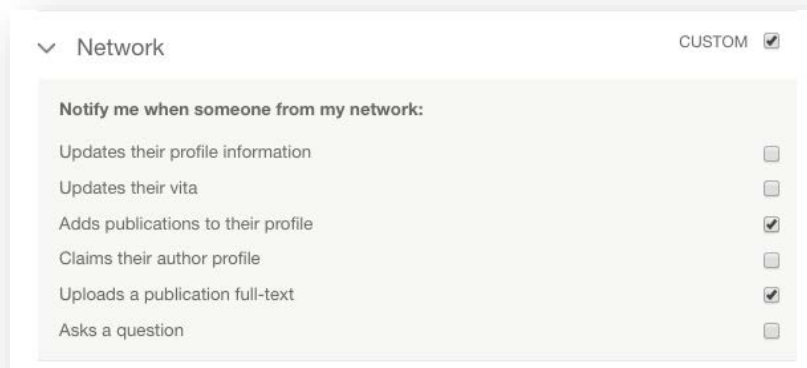 Network
CUSTOM
Notify me when someone from my network:
Updates their profile information
Updates their vita
Adds publications to their profile
Claims their author profile
Uploads a publication full-text
Asks a question